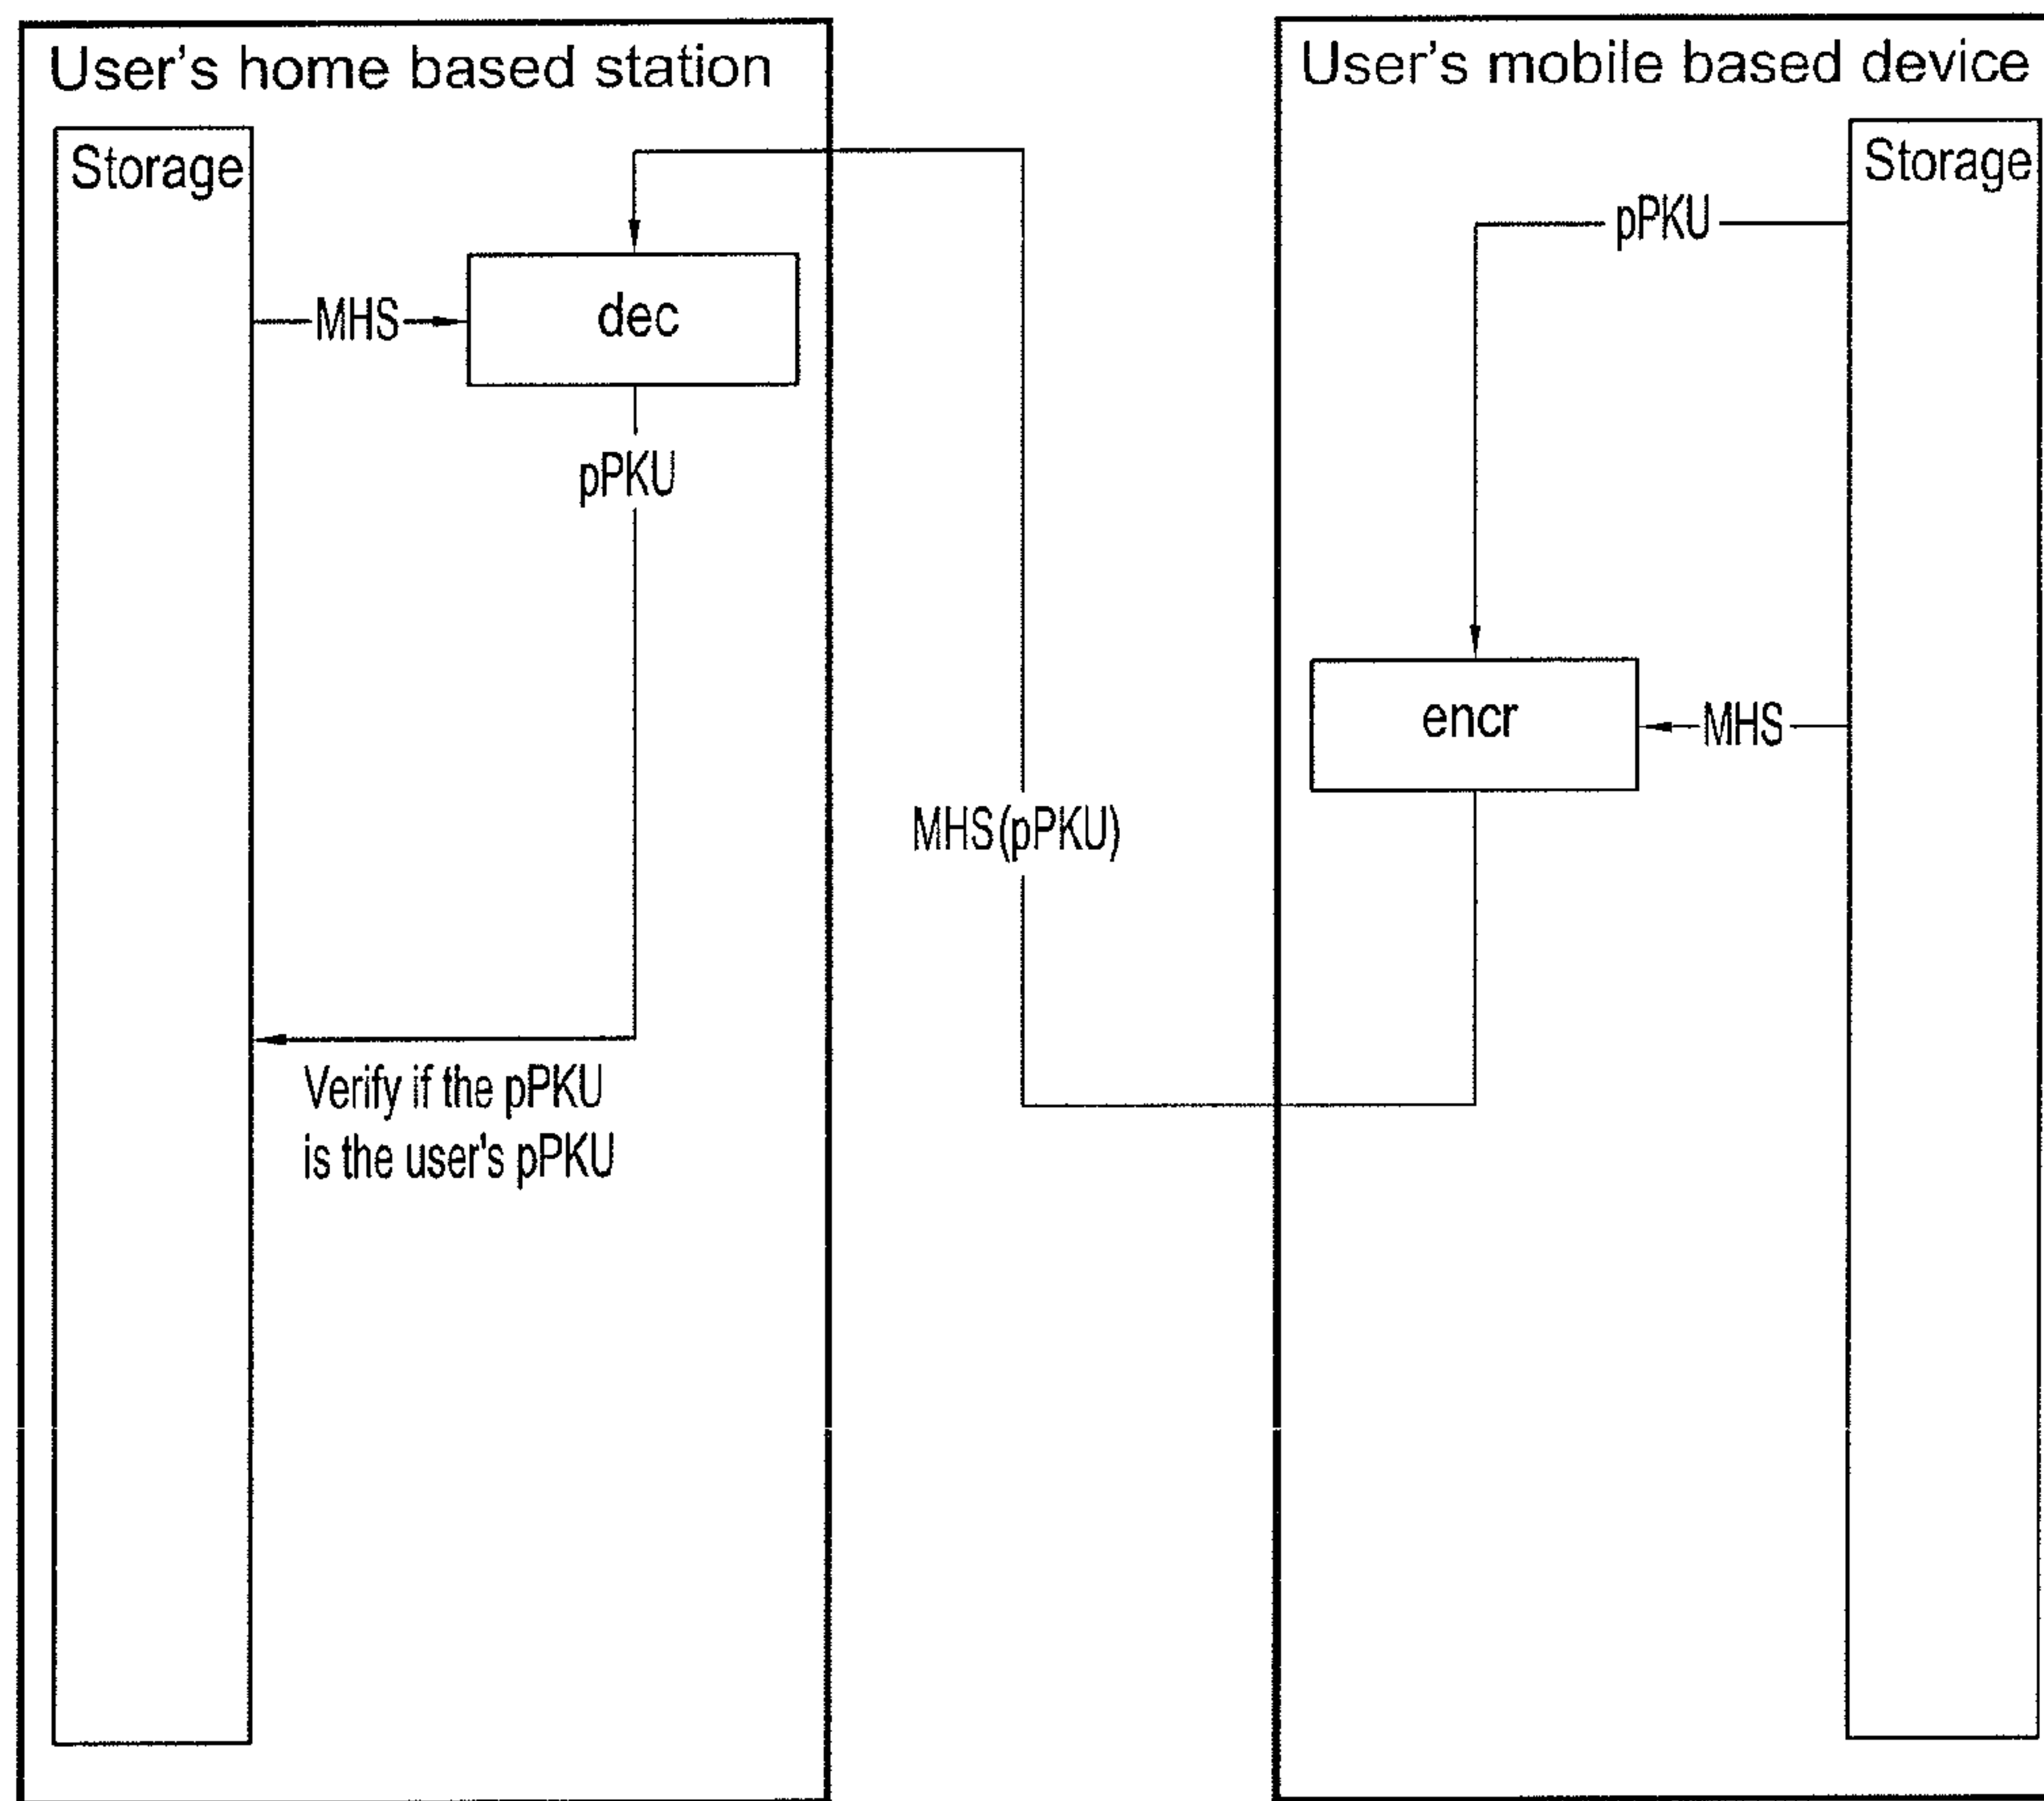 User's home based station
Storage
MHS
dec
pPKU
Verify if the pPKU
is the user's pPKU
MHS(pPKU)
User's mobile based device
Storage
pPKU
encr
MHS